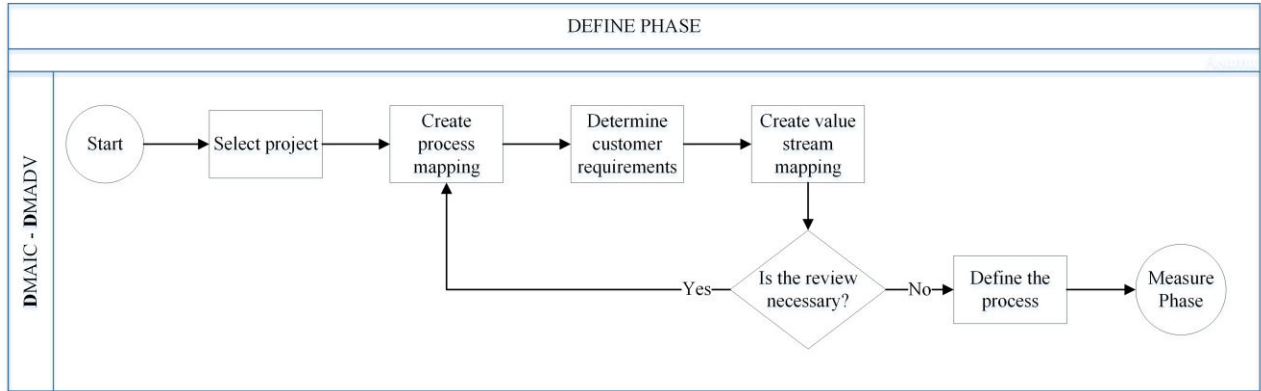 DEFINE PHASE
DMAIC - DMADV
Start
Select project
Create
process
mapping
Determine
customer
requirements
Create value
stream
mapping
Is the review
necessary?
Yes
No
Define the
process
Measure
Phase